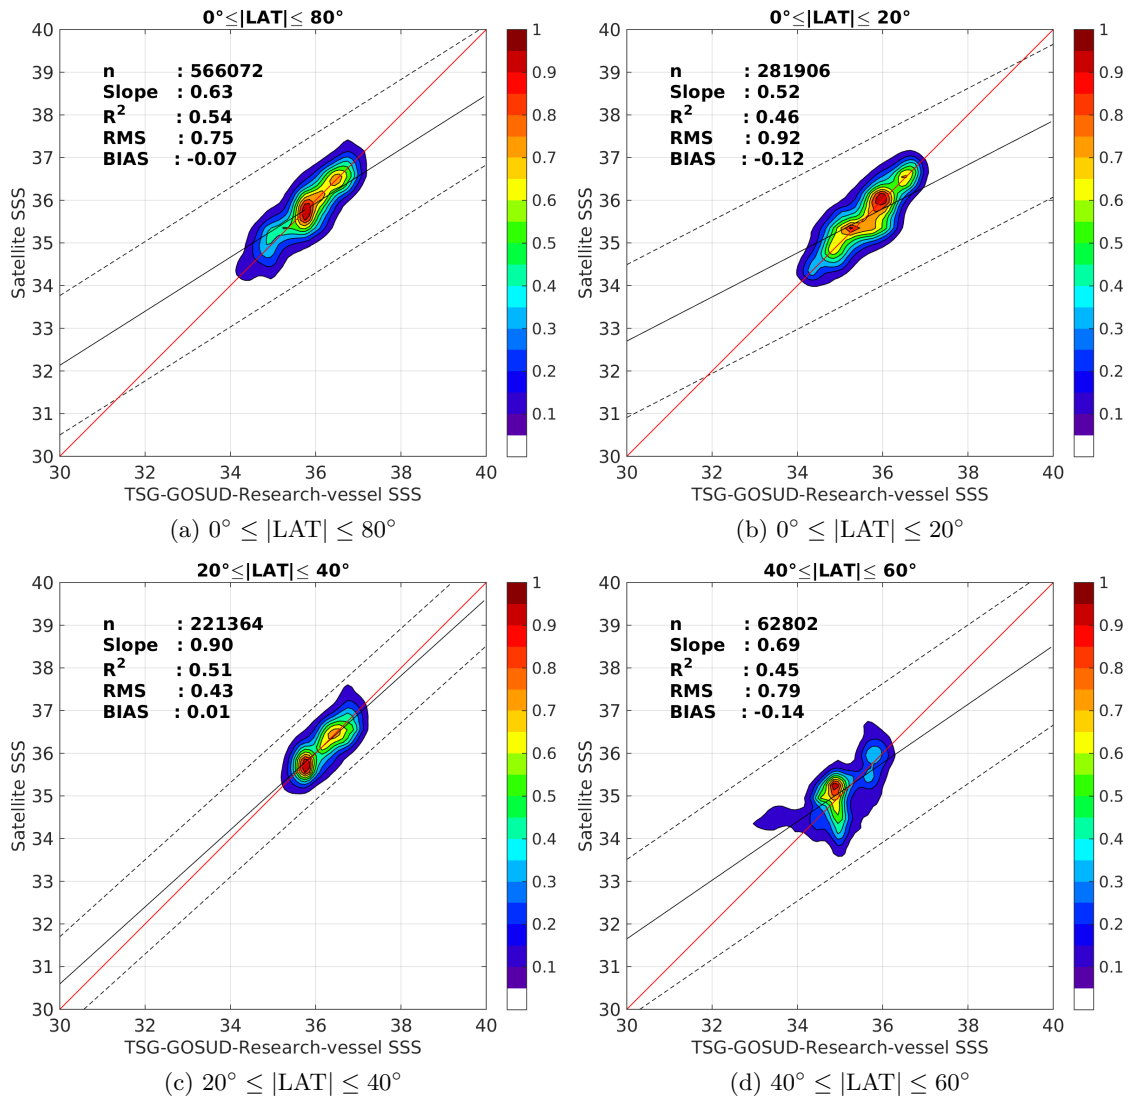 0°≤|LAT|≤ 80°
40
39
38
37
36
35
34
33
32
31
30
30 32 34 36 38 40
Satellite SSS
TSG-GOSUD-Research-vessel SSS
n : 566072
Slope : 0.63
R² : 0.54
RMS : 0.75
BIAS : -0.07
1
0.9
0.8
0.7
0.6
0.5
0.4
0.3
0.2
0.1
(a) 0° ≤ |LAT| ≤ 80°
0°≤|LAT|≤ 20°
40
39
38
37
36
35
34
33
32
31
30
30 32 34 36 38 40
Satellite SSS
TSG-GOSUD-Research-vessel SSS
n : 281906
Slope : 0.52
R² : 0.46
RMS : 0.92
BIAS : -0.12
1
0.9
0.8
0.7
0.6
0.5
0.4
0.3
0.2
0.1
(b) 0° ≤ |LAT| ≤ 20°
20°≤|LAT|≤ 40°
40
39
38
37
36
35
34
33
32
31
30
30 32 34 36 38 40
Satellite SSS
TSG-GOSUD-Research-vessel SSS
n : 221364
Slope : 0.90
R² : 0.51
RMS : 0.43
BIAS : 0.01
1
0.9
0.8
0.7
0.6
0.5
0.4
0.3
0.2
0.1
(c) 20° ≤ |LAT| ≤ 40°
40°≤|LAT|≤ 60°
40
39
38
37
36
35
34
33
32
31
30
30 32 34 36 38 40
Satellite SSS
TSG-GOSUD-Research-vessel SSS
n : 62802
Slope : 0.69
R² : 0.45
RMS : 0.79
BIAS : -0.14
1
0.9
0.8
0.7
0.6
0.5
0.4
0.3
0.2
0.1
(d) 40° ≤ |LAT| ≤ 60°